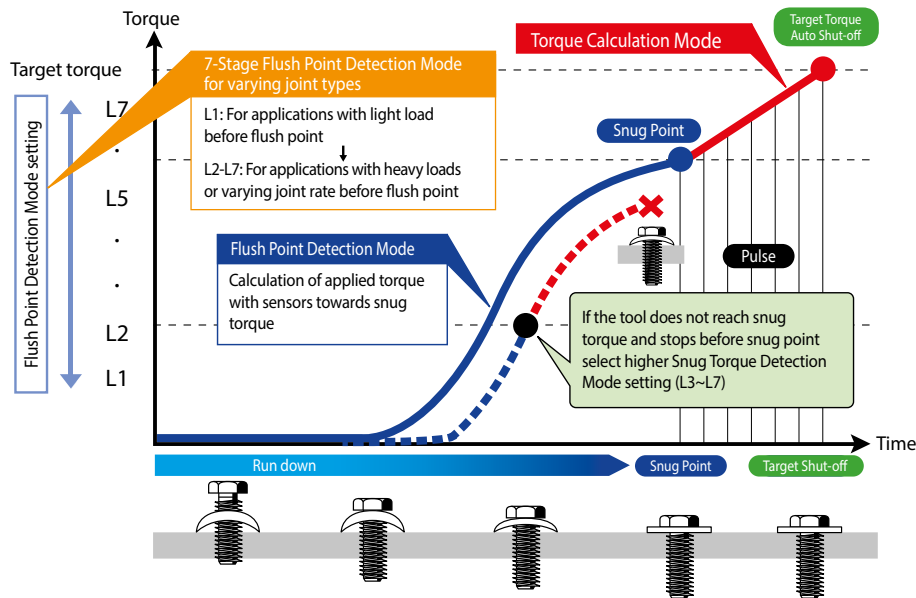 Torque
Target torque
7-Stage Flush Point Detection Mode
for varying joint types
L1: For applications with light load
before flush point
L2-L7: For applications with heavy loads
or varying joint rate before flush point
Torque Calculation Mode
Target Torque
Auto Shut-off
Flush Point Detection Mode setting
L7
.
L5
.
.
L2
L1
Snug Point
Flush Point Detection Mode
Calculation of applied torque
with sensors towards snug
torque
Pulse
If the tool does not reach snug
torque and stops before snug point
select higher Snug Torque Detection
Mode setting (L3~L7)
Time
Run down
Snug Point
Target Shut-off